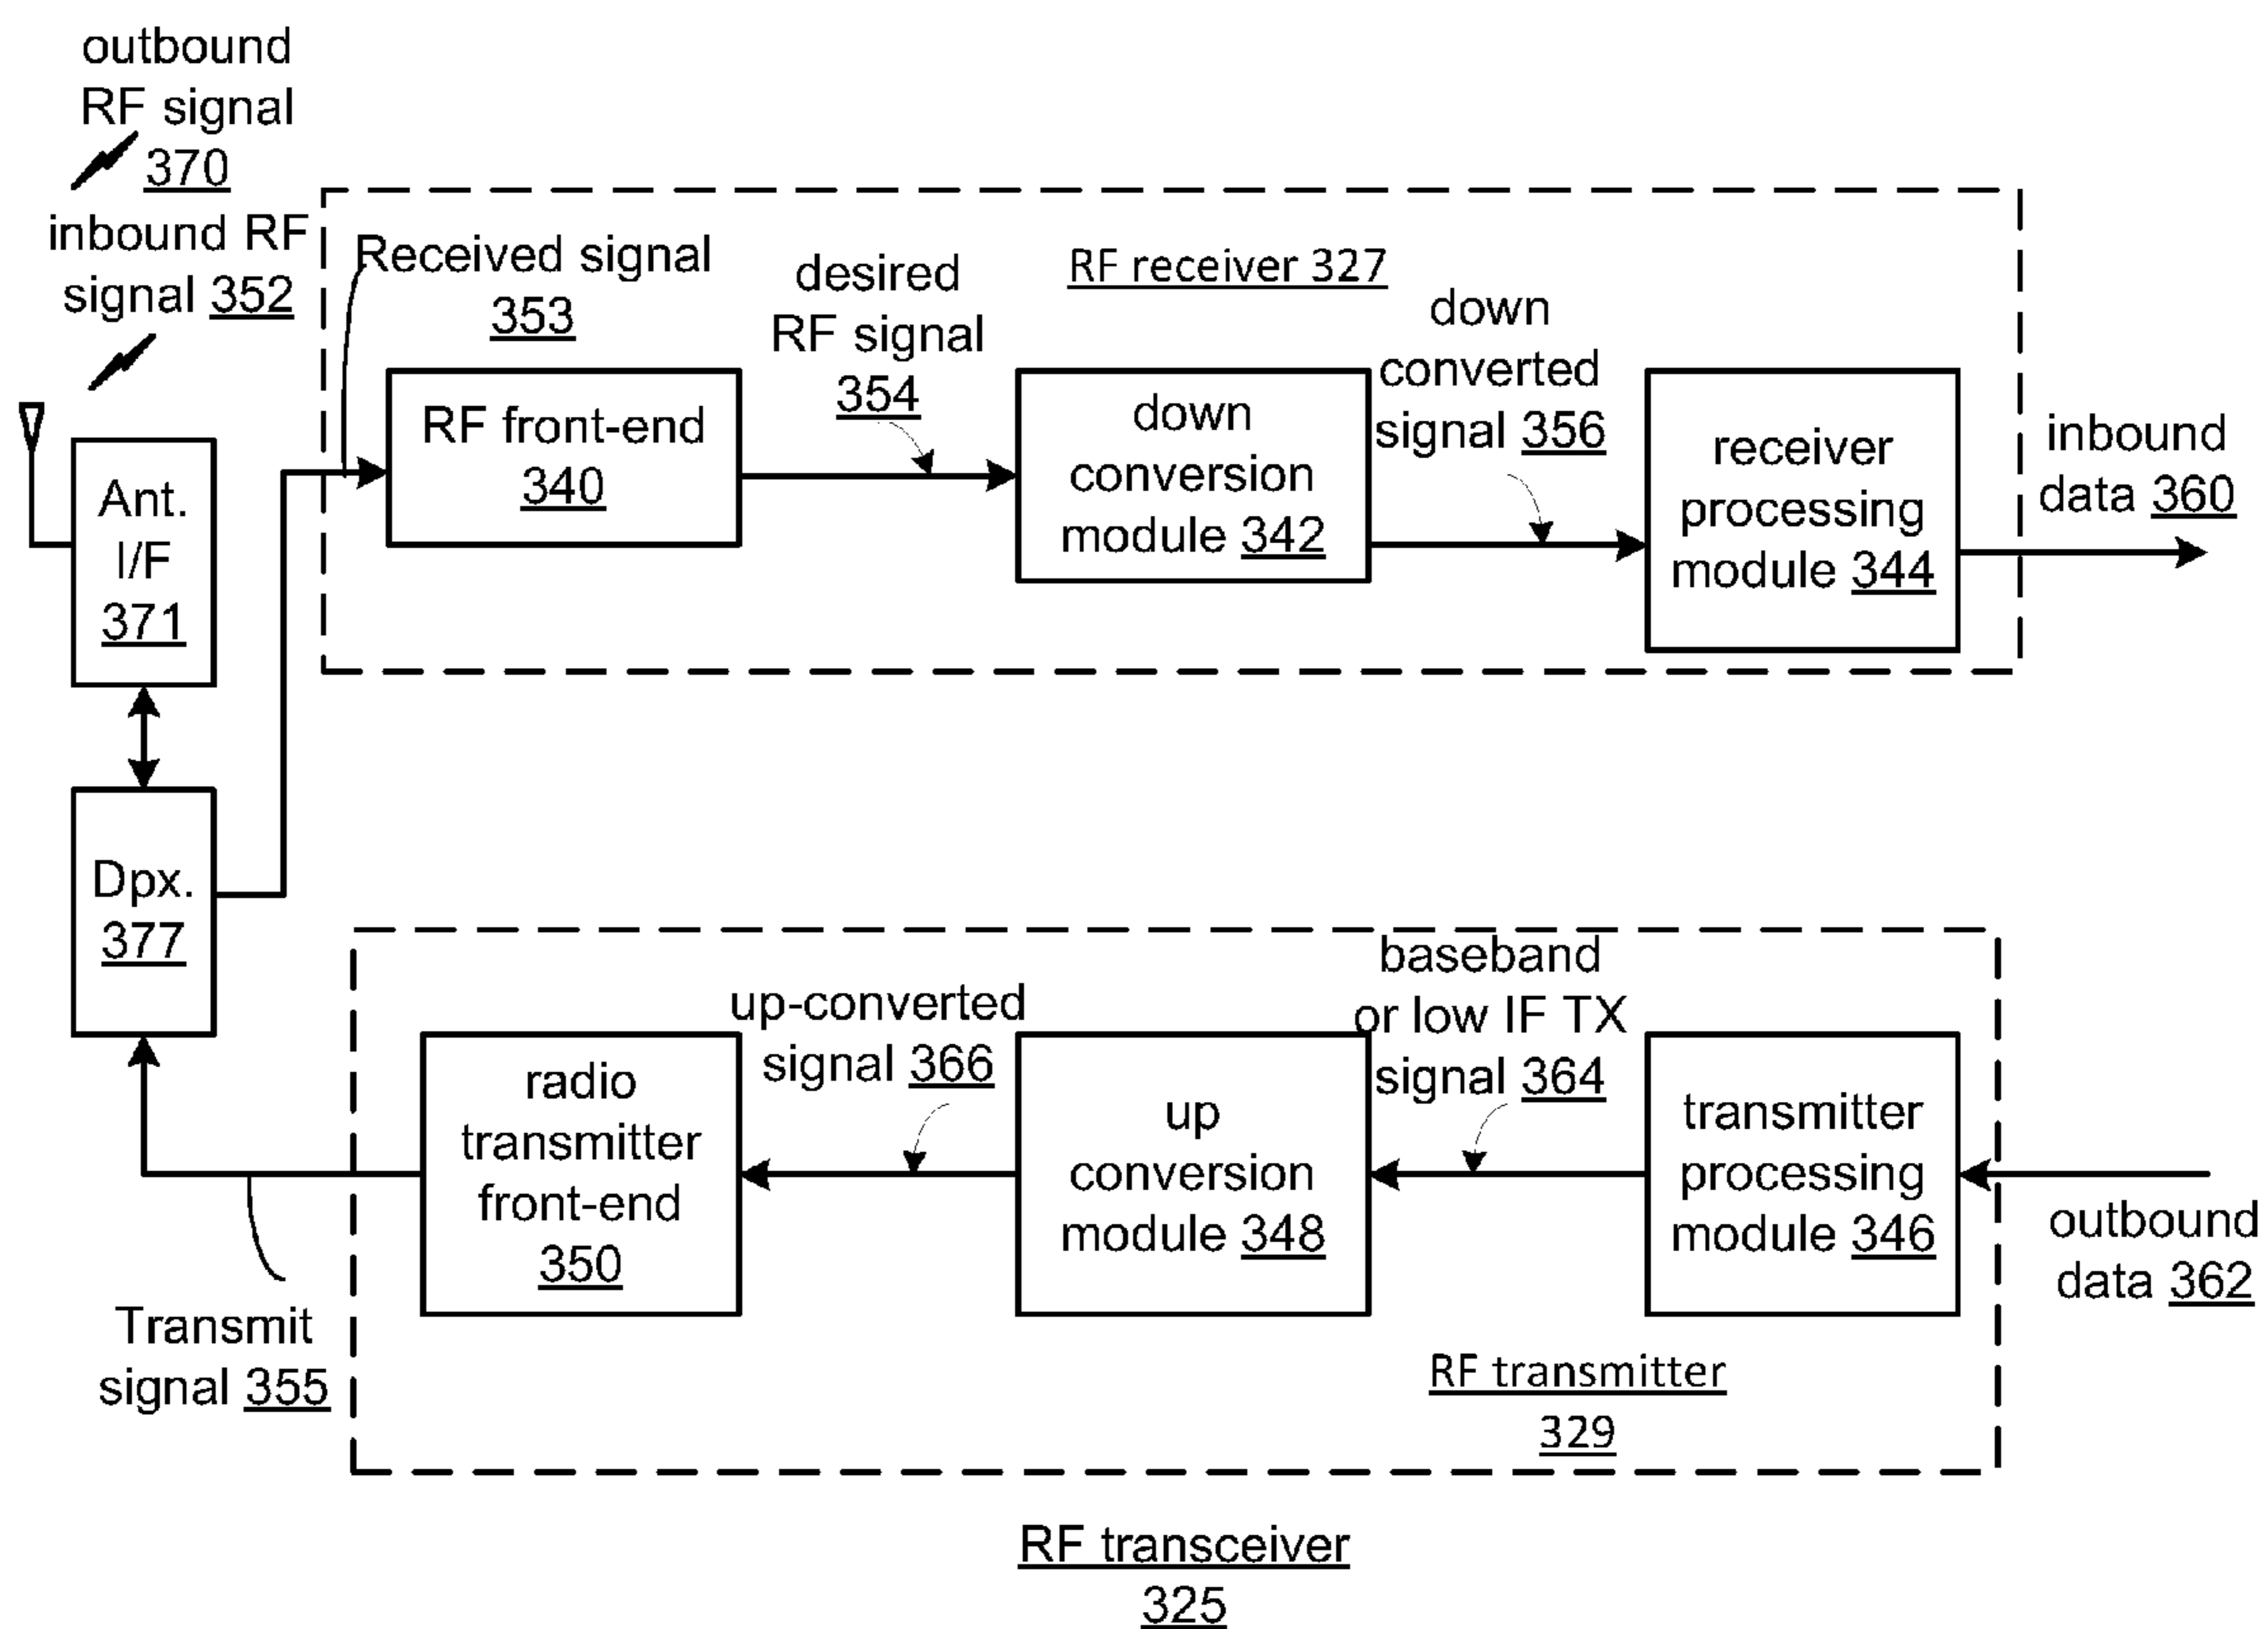 outbound
RF signal
370
inbound RF
signal 352
Received signal
353
desired
RF signal
354
RF receiver 327
down
converted
signal 356
RF front-end
340
down
conversion
module 342
receiver
processing
module 344
inbound
data 360
Ant.
I/F
371
Dpx.
377
up-converted
signal 366
baseband
or low IF TX
signal 364
radio
transmitter
front-end
350
up
conversion
module 348
transmitter
processing
module 346
outbound
data 362
Transmit
signal 355
RF transmitter
329
RF transceiver
325